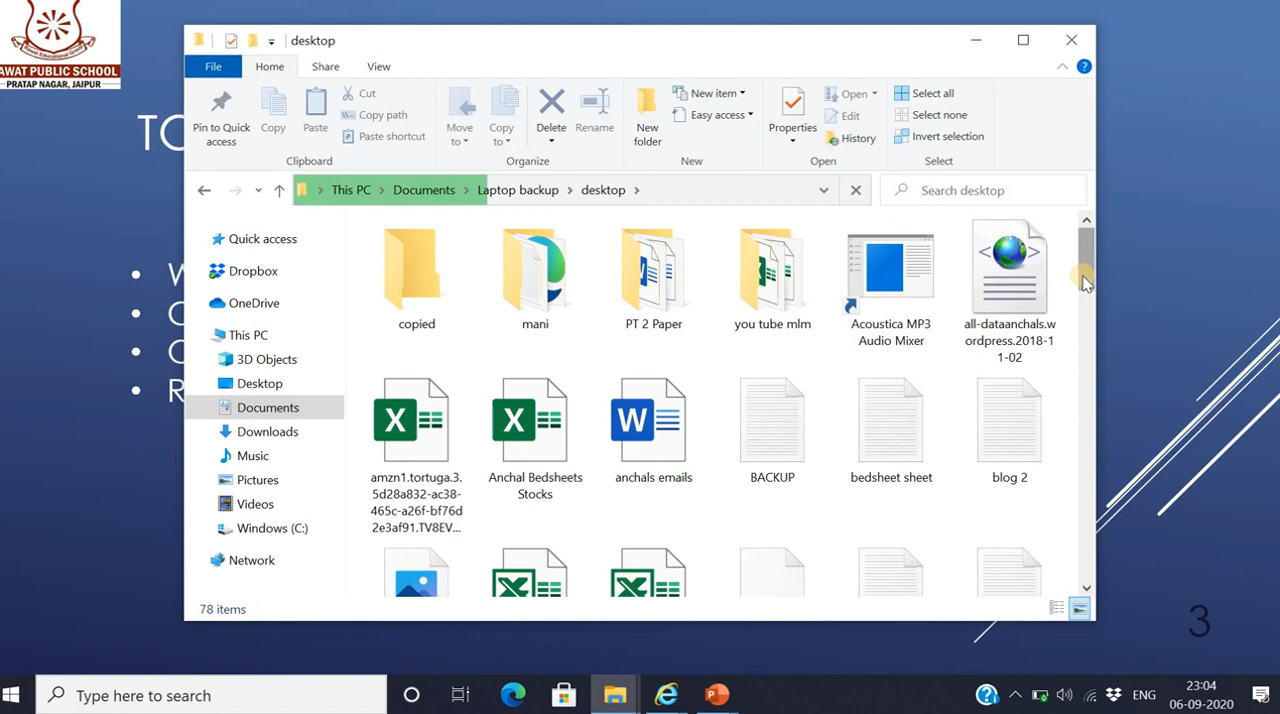 AWAT PUBLIC SCHOOL
PRATAP NAGAR, JAIPUR
TO
W
C
C
R
desktop
File
Home
Share
View
Pin to Quick access
Copy
Paste
Cut
Copy path
Paste shortcut
Clipboard
Move to
Copy to
Delete
Rename
Organize
New folder
New item
Easy access
New
Properties
Open
Edit
History
Open
Select all
Select none
Invert selection
Select
This PC
Documents
Laptop backup
desktop
Search desktop
Quick access
Dropbox
OneDrive
This PC
3D Objects
Desktop
Documents
Downloads
Music
Pictures
Videos
Windows (C:)
Network
copied
mani
PT 2 Paper
you tube mlm
Acoustica MP3
Audio Mixer
all-dataanchals.w
ordpress.2018-1
1-02
amzn1.tortuga.3.
5d28a832-ac38-
465c-a26f-bf76d
2e3af91.TV8EV...
Anchal Bedsheets
Stocks
anchals emails
BACKUP
bedsheet sheet
blog 2
78 items
3
Type here to search
ENG
23:04
06-09-2020